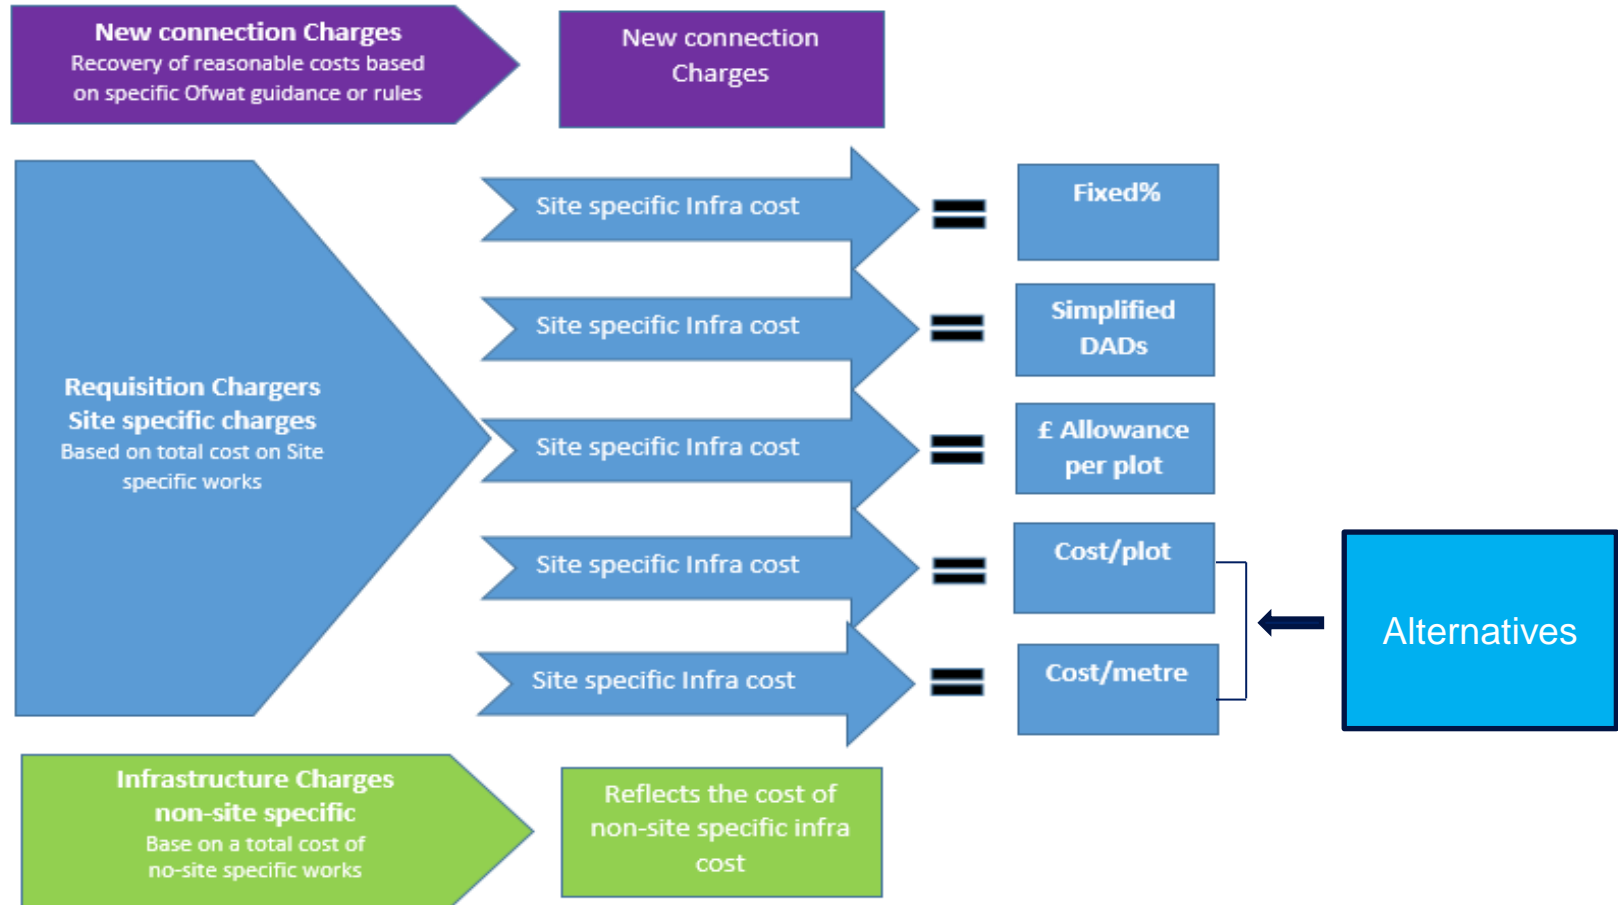 New connection Charges
Recovery of reasonable costs based
on specific Ofwat guidance or rules
New connection
Charges
Requisition Chargers
Site specific charges
Based on total cost on Site
specific works
Site specific Infra cost
Fixed%
Site specific Infra cost
Simplified
DADs
Site specific Infra cost
£ Allowance
per plot
Site specific Infra cost
Cost/plot
Site specific Infra cost
Cost/metre
Alternatives
Infrastructure Charges
non-site specific
Base on a total cost of
no-site specific works
Reflects the cost of
non-site specific infra
cost